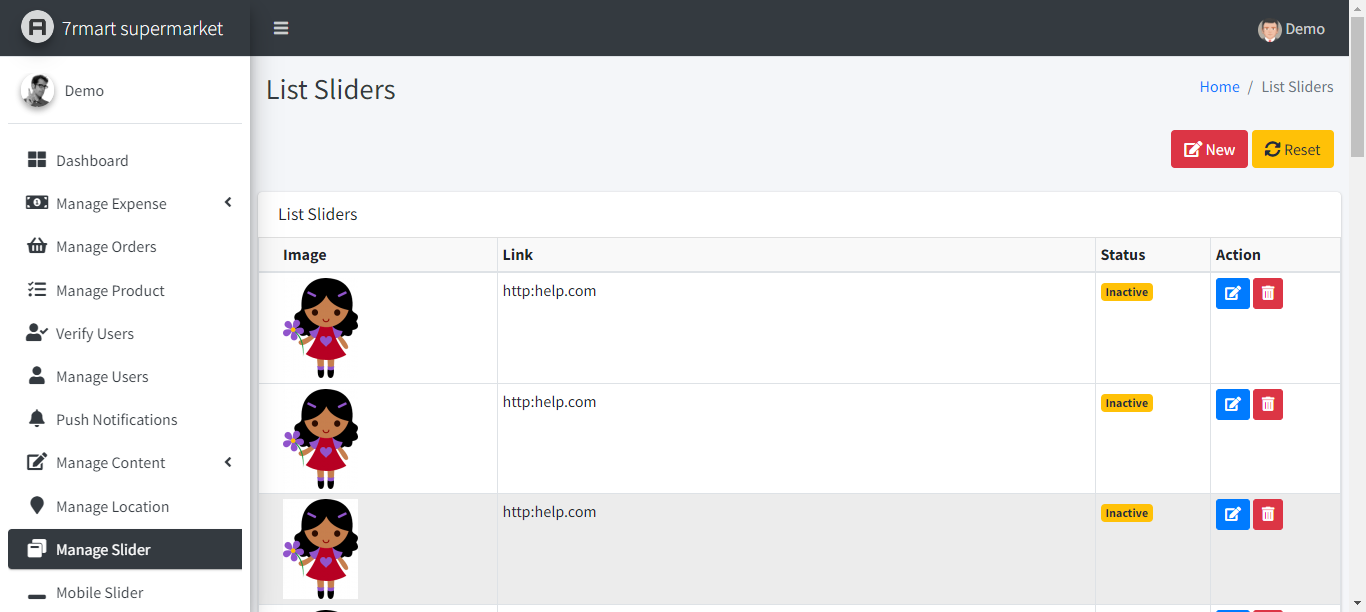 7rmart supermarket
Demo
Demo
List Sliders
Home / List Sliders
Dashboard
Manage Expense
Manage Orders
Manage Product
Verify Users
Manage Users
Push Notifications
Manage Content
Manage Location
Manage Slider
Mobile Slider
New
Reset
List Sliders
Image Link Status Action
http:help.com Inactive
http:help.com Inactive
http:help.com Inactive